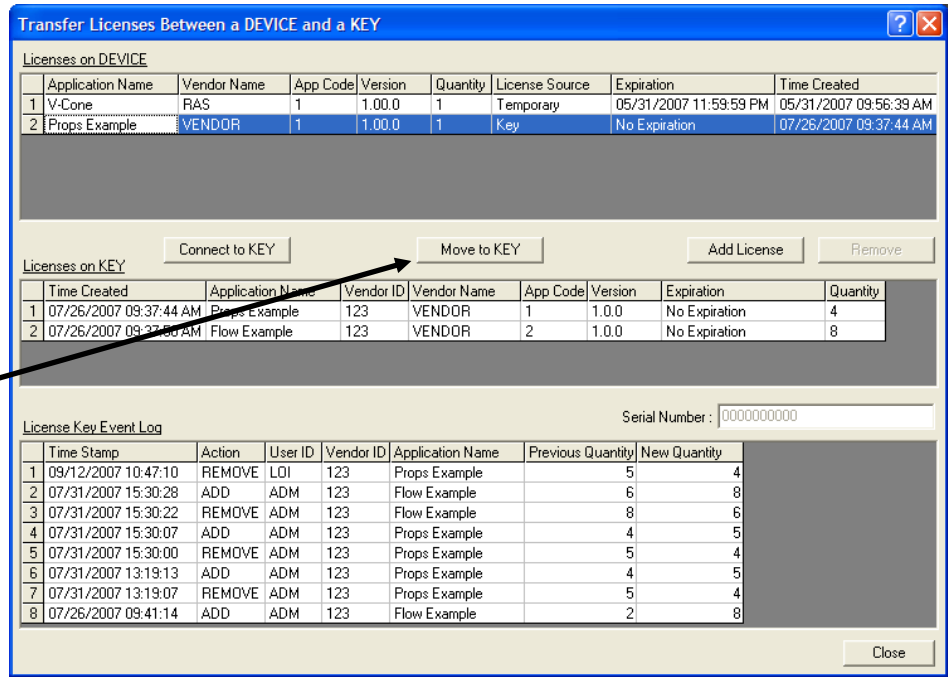 Transfer Licenses Between a DEVICE and a KEY
Licenses on DEVICE
Application Name Vendor Name App Code Version Quantity License Source Expiration Time Created
1 V-Cone RAS 1 1.00.0 1 Temporary 05/31/2007 11:59:59 PM 05/31/2007 09:56:39 AM
2 Props Example VENDOR 1 1.00.0 1 Key No Expiration 07/26/2007 09:37:44 AM
Connect to KEY Move to KEY Add License Remove
Licenses on KEY
Time Created Application Name Vendor ID Vendor Name App Code Version Expiration Quantity
1 07/26/2007 09:37:44 AM Props Example 123 VENDOR 1 1.0.0 No Expiration 4
2 07/26/2007 09:37:50 AM Flow Example 123 VENDOR 2 1.0.0 No Expiration 8
Serial Number : 0000000000
License Key Event Log
Time Stamp Action User ID Vendor ID Application Name Previous Quantity New Quantity
1 09/12/2007 10:47:10 REMOVE LOI 123 Props Example 5 4
2 07/31/2007 15:30:28 ADD ADM 123 Flow Example 6 8
3 07/31/2007 15:30:22 REMOVE ADM 123 Flow Example 8 6
4 07/31/2007 15:30:07 ADD ADM 123 Props Example 4 5
5 07/31/2007 15:30:00 REMOVE ADM 123 Props Example 5 4
6 07/31/2007 13:19:13 ADD ADM 123 Props Example 4 5
7 07/31/2007 13:19:07 REMOVE ADM 123 Props Example 5 4
8 07/26/2007 09:41:14 ADD ADM 123 Flow Example 2 8
Close